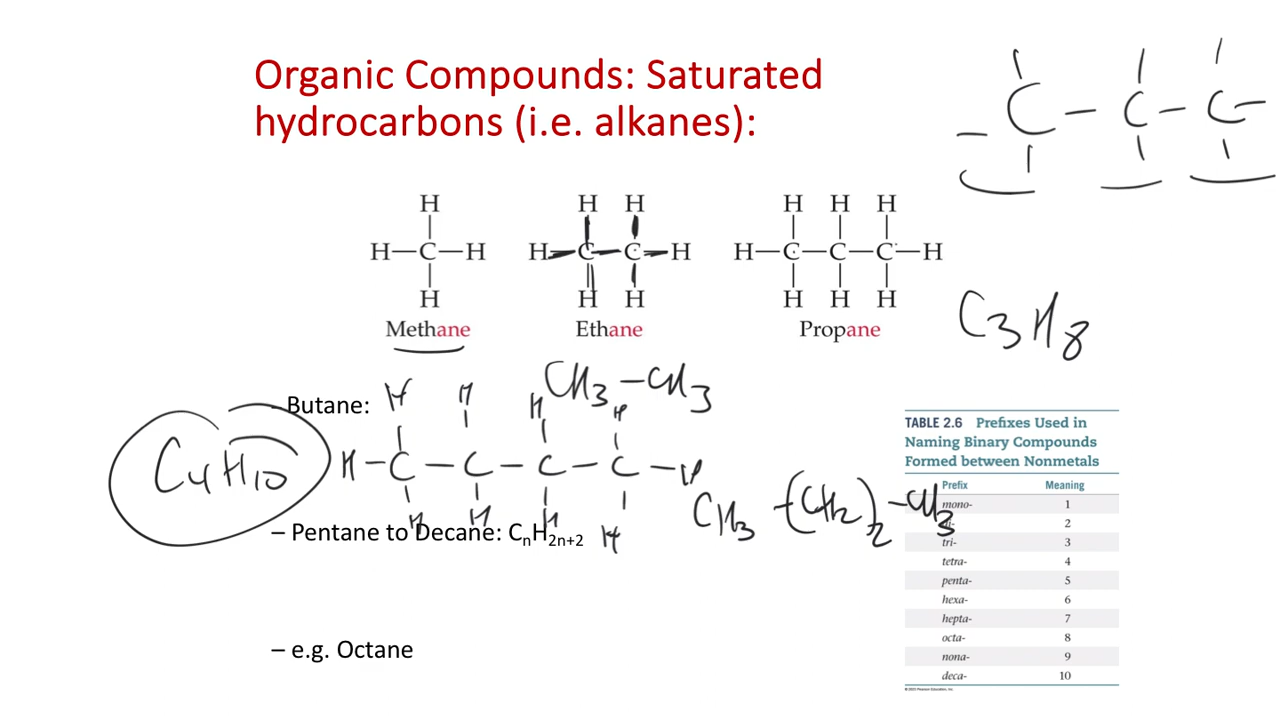 Organic Compounds: Saturated
hydrocarbons (i.e. alkanes):
C – C – C –
H H H H H H
H–C–H H–C–C–H H–C–C–C–H
H H H H H H
Methane Ethane Propane
C3H8
CH3 – CH3
– Butane:
H H H H
C4H10 H – C – C – C – C – H
H H H H
CH3 –(CH2)2 – CH3
– Pentane to Decane: CnH2n+2
– e.g. Octane
TABLE 2.6 Prefixes Used in
Naming Binary Compounds
Formed between Nonmetals
Prefix Meaning
mono- 1
2
tri- 3
tetra- 4
penta- 5
hexa- 6
hepta- 7
octa- 8
nona- 9
deca- 10